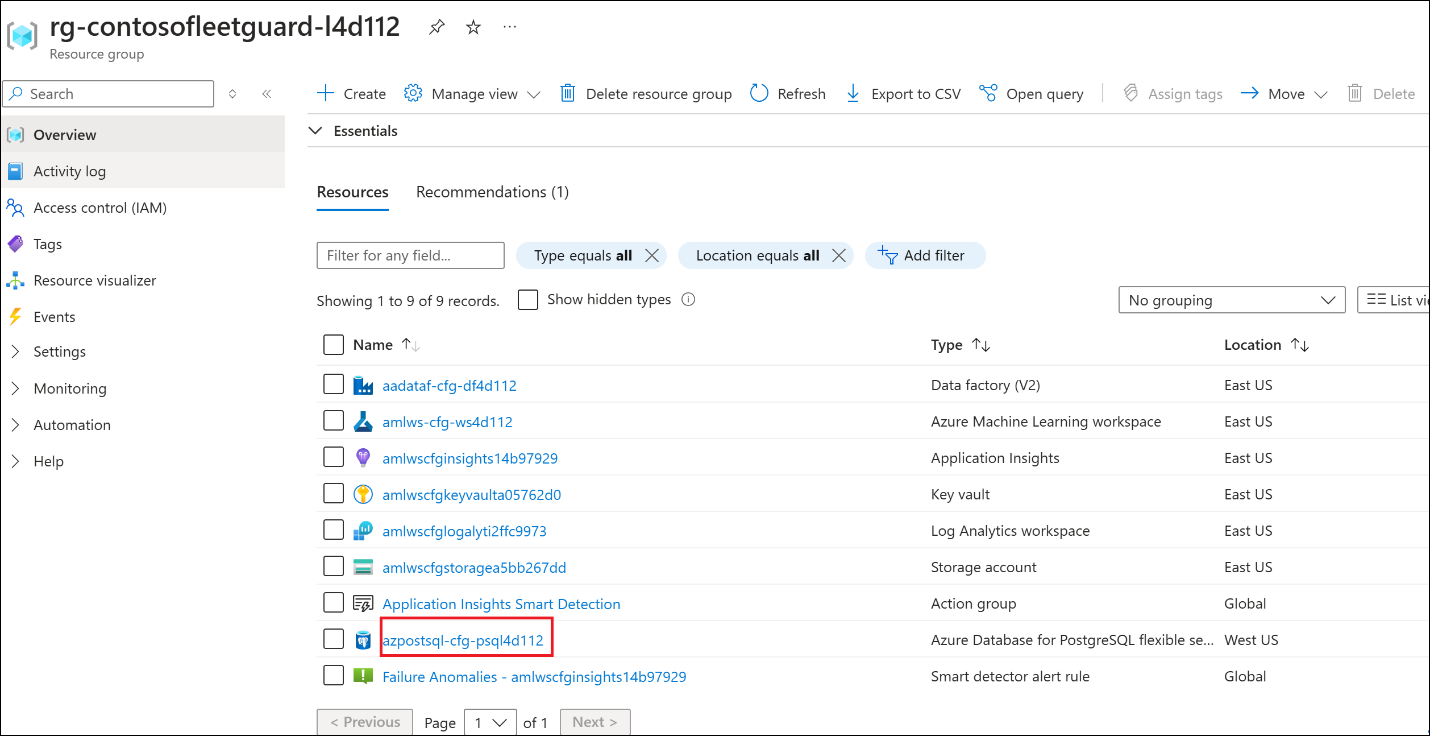 rg-contosofleetguard-l4d112
Resource group
Search
Overview
Activity log
Access control (IAM)
Tags
Resource visualizer
Events
Settings
Monitoring
Automation
Help
Create Manage view Delete resource group Refresh Export to CSV Open query Assign tags Move Delete
Essentials
Resources Recommendations (1)
Filter for any field... Type equals all Location equals all Add filter
Showing 1 to 9 of 9 records. Show hidden types No grouping List vi
Name Type Location
aadataf-cfg-df4d112 Data factory (V2) East US
amlws-cfg-ws4d112 Azure Machine Learning workspace East US
amlwscfginsights14b97929 Application Insights East US
amlwscfgkeyvaulta05762d0 Key vault East US
amlwscfglogalyti2ffc9973 Log Analytics workspace East US
amlwscfgstoragea5bb267dd Storage account East US
Application Insights Smart Detection Action group Global
azpostsql-cfg-psql4d112 Azure Database for PostgreSQL flexible se... West US
Failure Anomalies - amlwscfginsights14b97929 Smart detector alert rule Global
< Previous Page 1 of 1 Next >